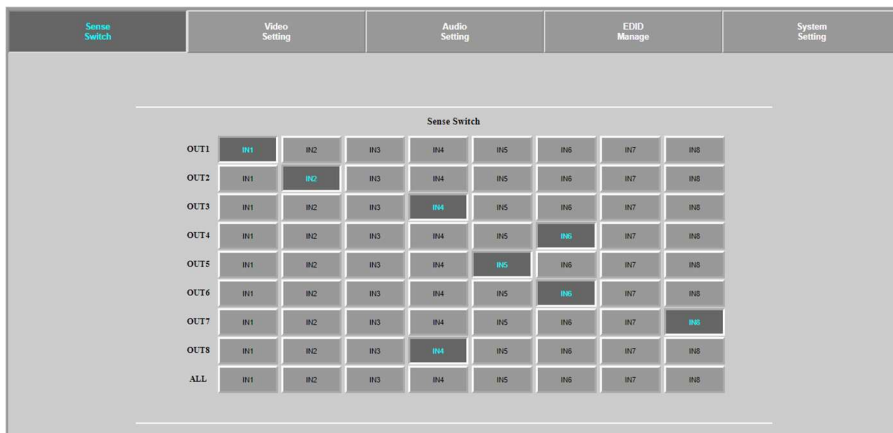 Sense
Switch
Video
Setting
Audio
Setting
EDID
Manage
System
Setting
Sense Switch
OUT1 IN1 IN2 IN3 IN4 IN5 IN6 IN7 IN8
OUT2 IN1 IN2 IN3 IN4 IN5 IN6 IN7 IN8
OUT3 IN1 IN2 IN3 IN4 IN5 IN6 IN7 IN8
OUT4 IN1 IN2 IN3 IN4 IN5 IN6 IN7 IN8
OUT5 IN1 IN2 IN3 IN4 IN5 IN6 IN7 IN8
OUT6 IN1 IN2 IN3 IN4 IN5 IN6 IN7 IN8
OUT7 IN1 IN2 IN3 IN4 IN5 IN6 IN7 IN8
OUT8 IN1 IN2 IN3 IN4 IN5 IN6 IN7 IN8
ALL IN1 IN2 IN3 IN4 IN5 IN6 IN7 IN8